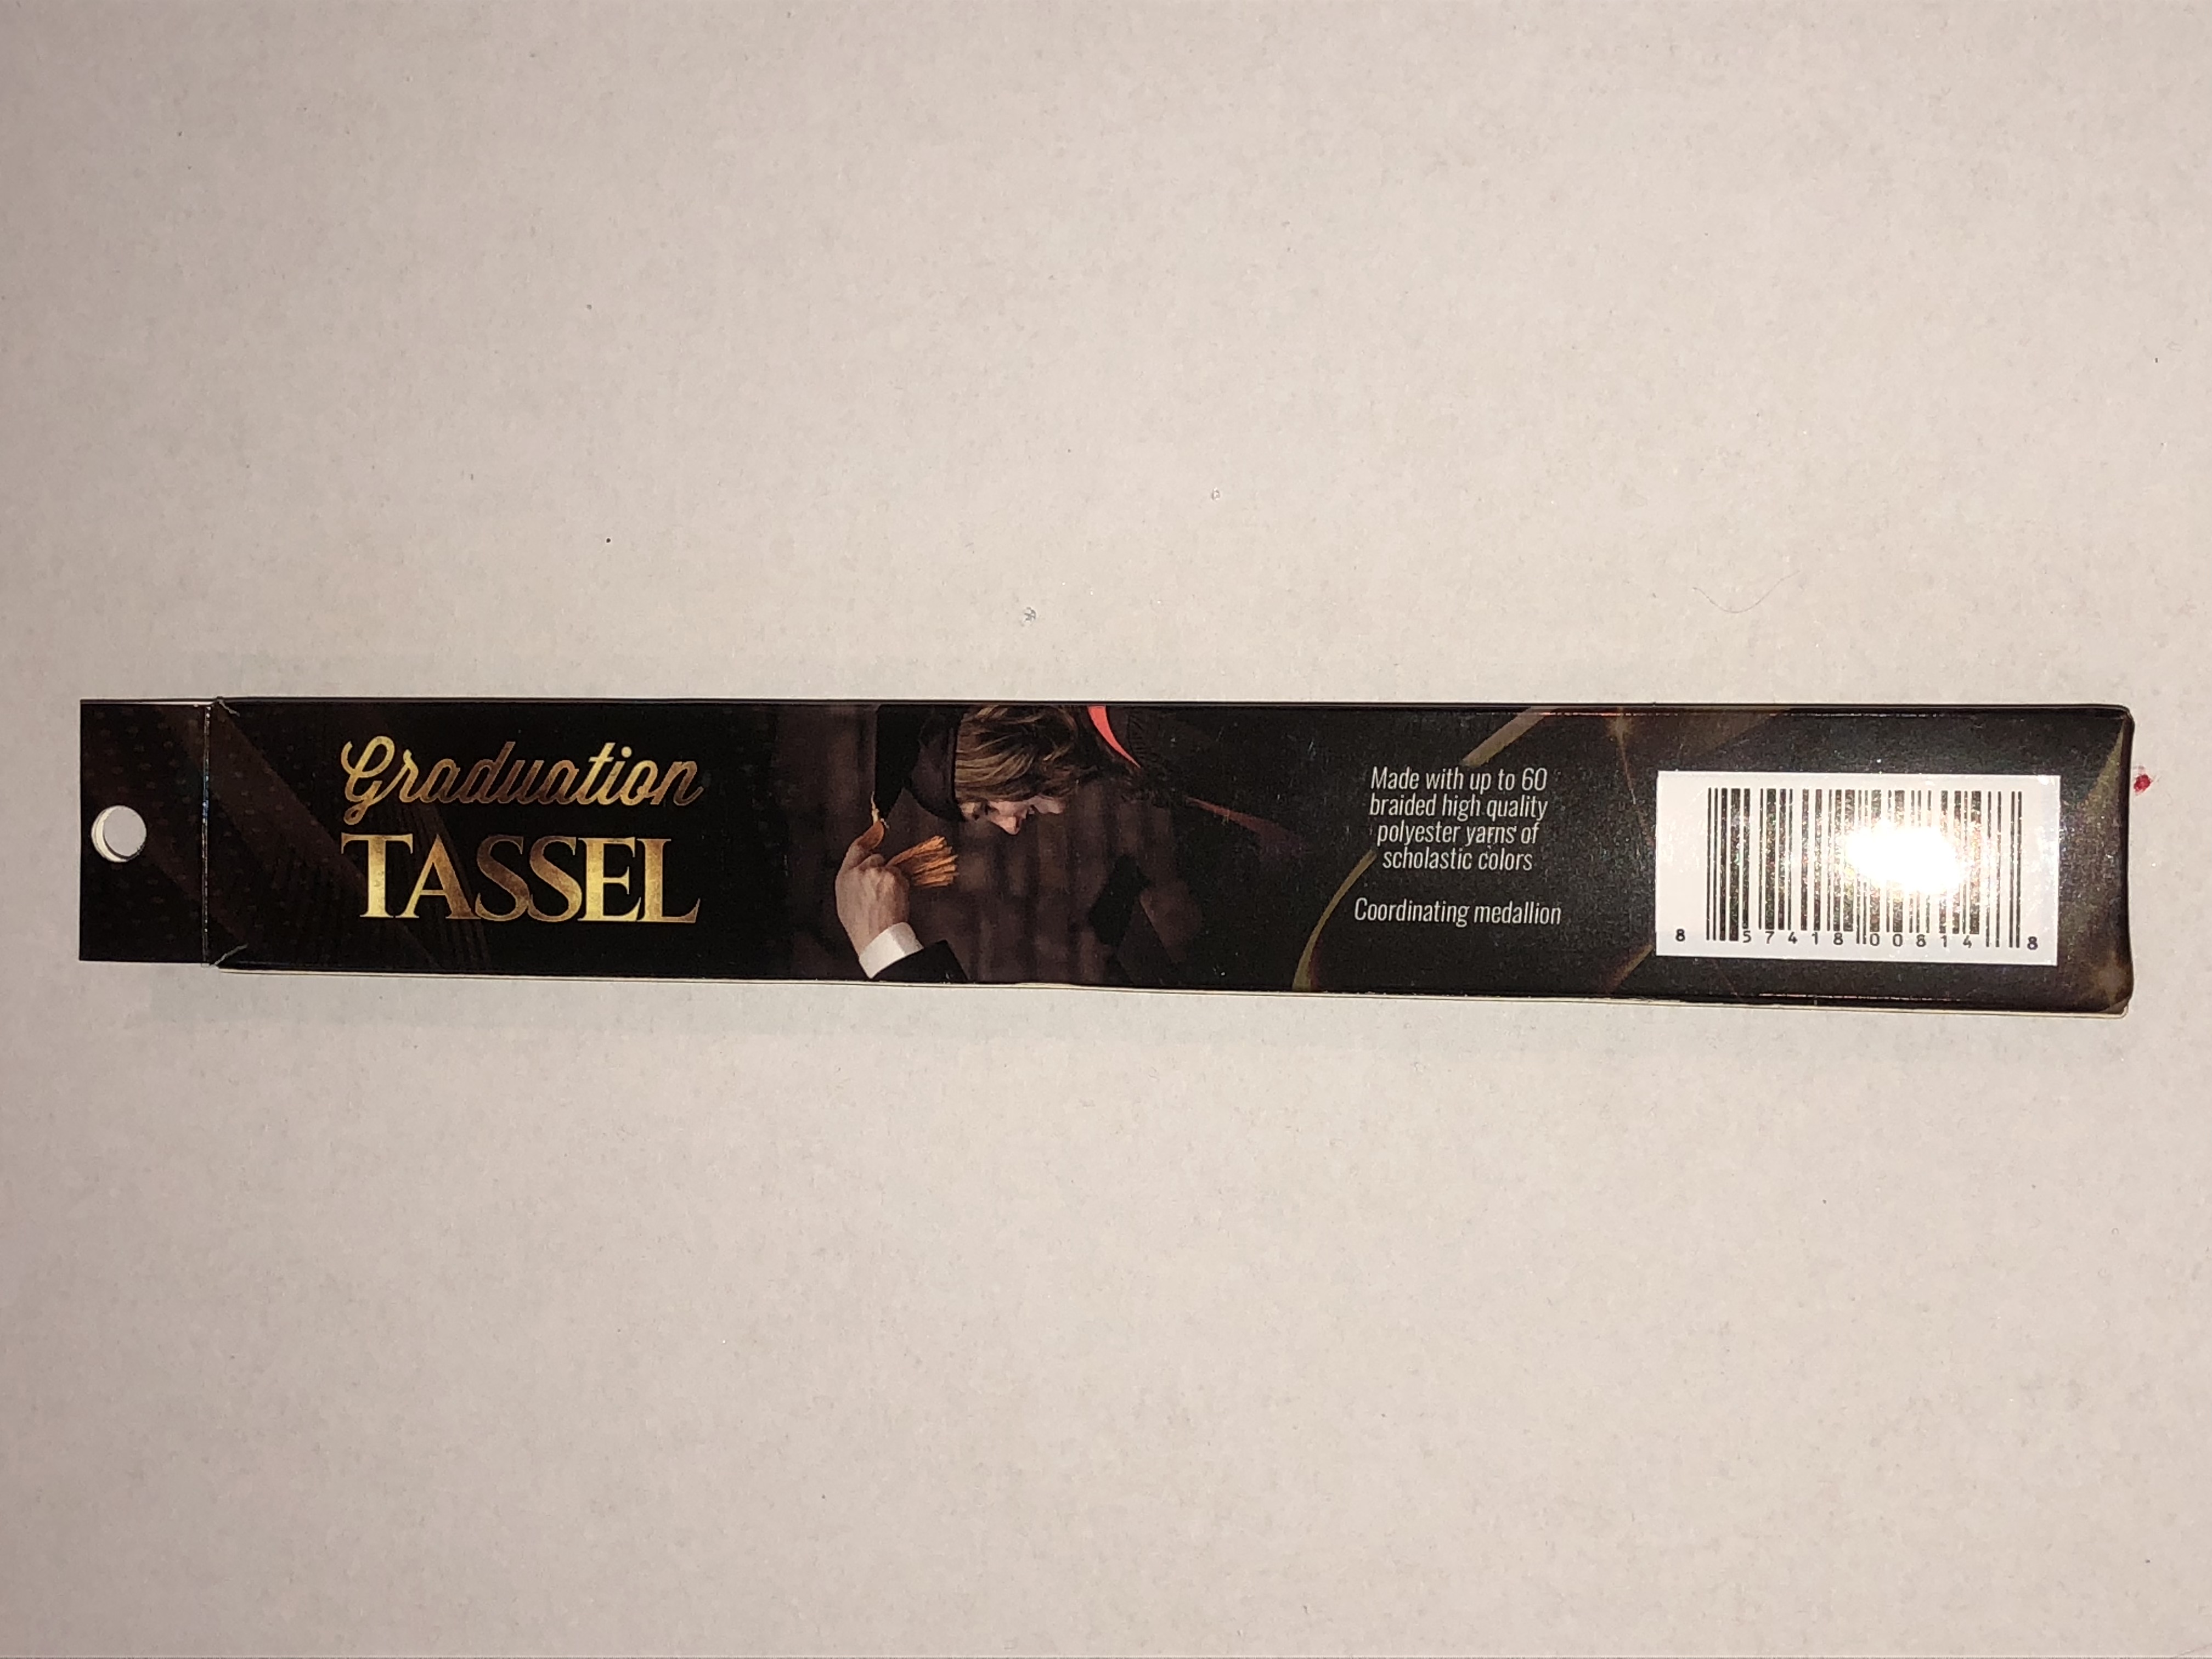 Graduation
TASSEL
Made with up to 60
braided high quality
polyester yarns of
scholastic colors
Coordinating medallion
8 57418 00814 8